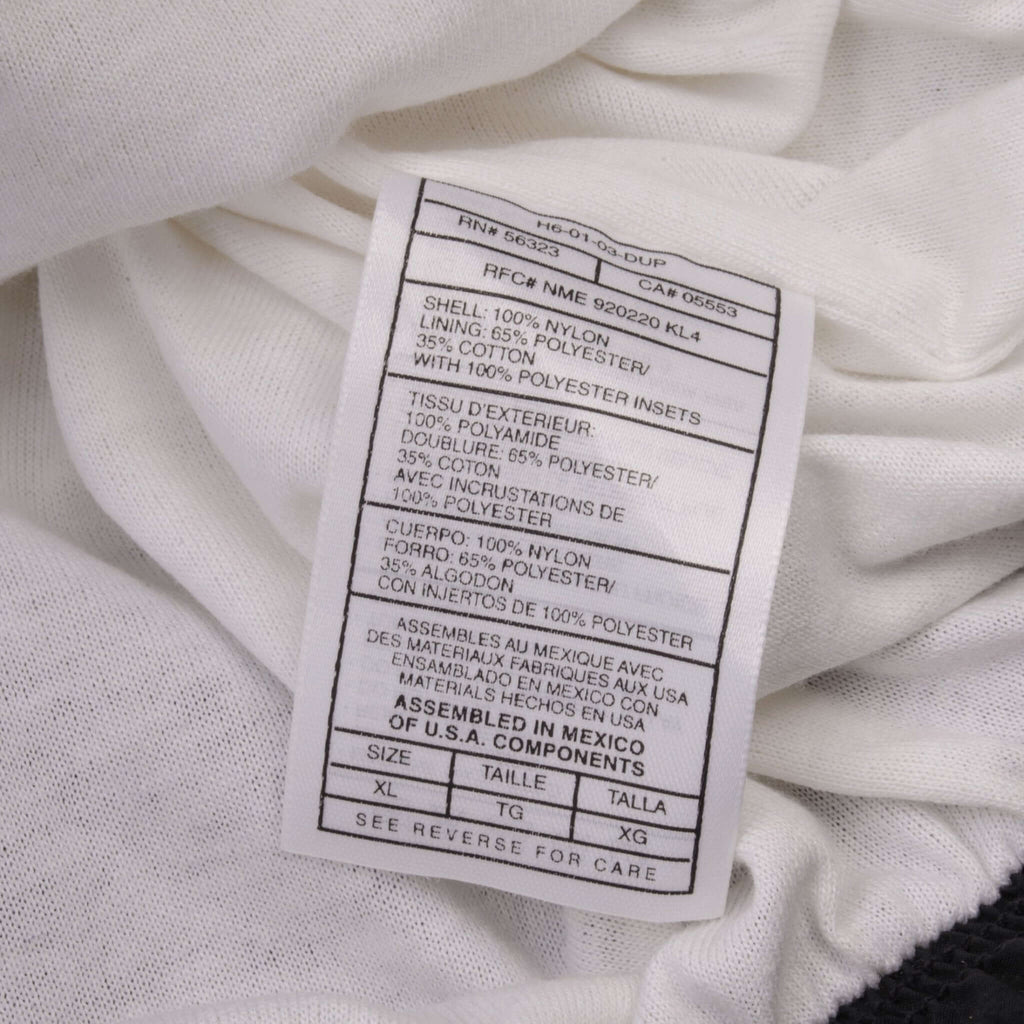 H6-01-03-DUP
RN# 56323 CA# 05553
RFC# NME 920220 KL4
SHELL: 100% NYLON
LINING: 65% POLYESTER/
35% COTTON
WITH 100% POLYESTER INSETS
TISSU D'EXTERIEUR:
100% POLYAMIDE
DOUBLURE: 65% POLYESTER/
35% COTON
AVEC INCRUSTATIONS DE
100% POLYESTER
CUERPO: 100% NYLON
FORRO: 65% POLYESTER/
35% ALGODON
CON INJERTOS DE 100% POLYESTER
ASSEMBLES AU MEXIQUE AVEC
DES MATERIAUX FABRIQUES AUX USA
ENSAMBLADO EN MEXICO CON
MATERIALS HECHOS EN USA
ASSEMBLED IN MEXICO
OF U.S.A. COMPONENTS
SIZE TAILLE TALLA
XL TG XG
SEE REVERSE FOR CARE